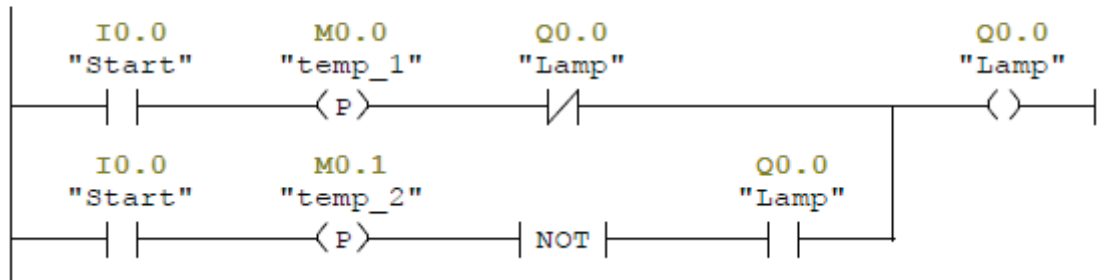 I0.0 M0.0 Q0.0 Q0.0
"Start" "temp_1" "Lamp" "Lamp"
P
I0.0 M0.1 Q0.0
"Start" "temp_2" "Lamp"
P NOT